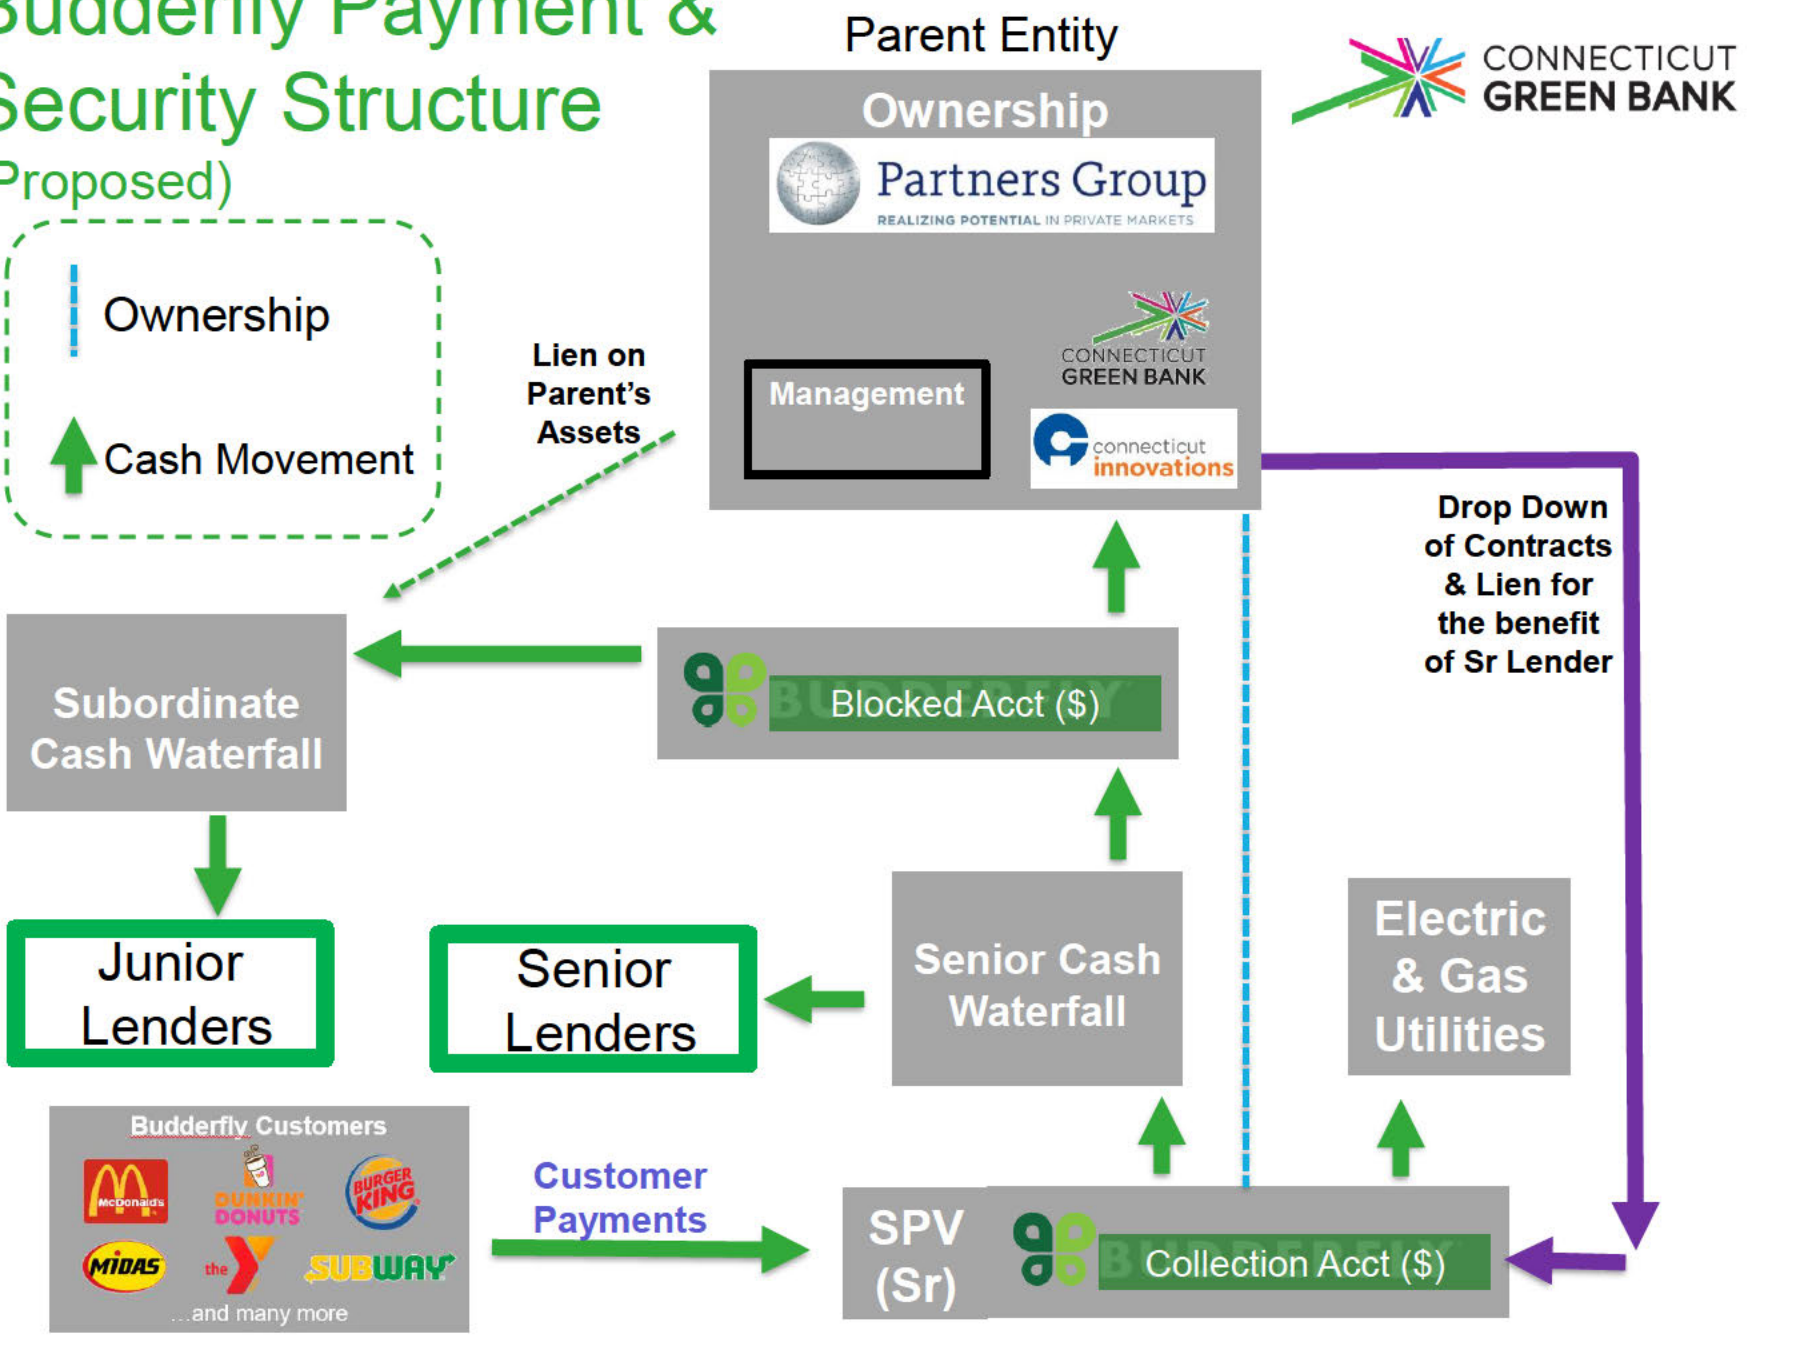 Budderfly Payment &
Security Structure
(Proposed)
Ownership
Cash Movement
Parent Entity
Ownership
Partners Group
REALIZING POTENTIAL IN PRIVATE MARKETS
CONNECTICUT
GREEN BANK
Management
connecticut
innovations
CONNECTICUT
GREEN BANK
Lien on
Parent's
Assets
Drop Down
of Contracts
& Lien for
the benefit
of Sr Lender
Subordinate
Cash Waterfall
BUDDERFLY
Blocked Acct ($)
Junior
Lenders
Senior
Lenders
Senior Cash
Waterfall
Electric
& Gas
Utilities
Budderfly Customers
McDonald's
DUNKIN'
DONUTS
BURGER
KING
MIDAS
the Y
SUBWAY
...and many more
Customer
Payments
SPV
(Sr)
BUDDERFLY
Collection Acct ($)